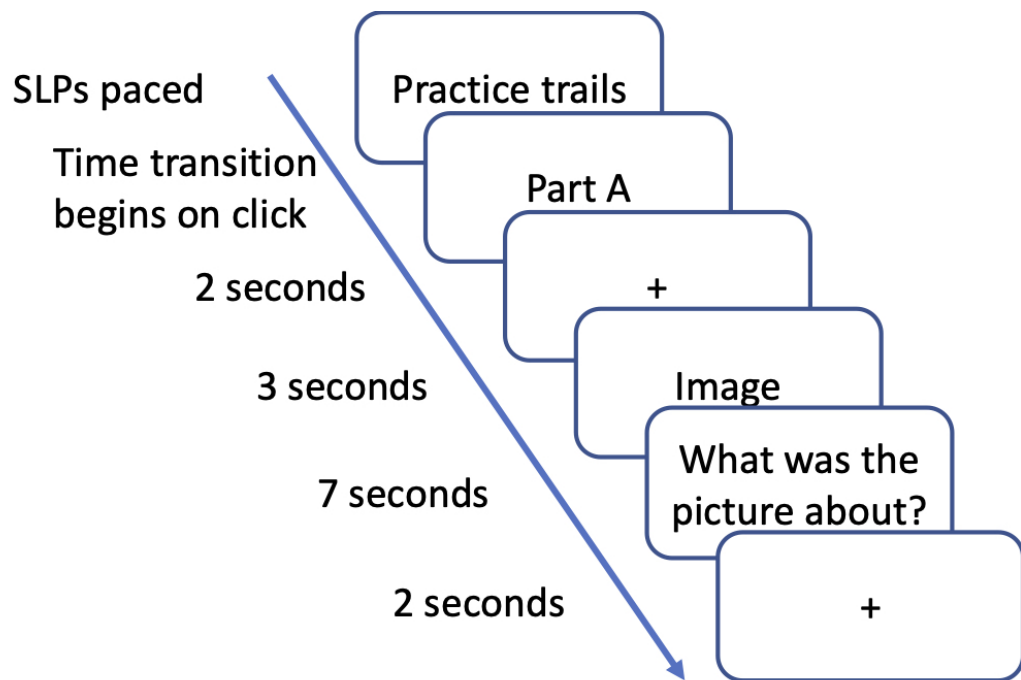 SLPs paced
Practice trails
Time transition
begins on click
Part A
2 seconds
+
3 seconds
Image
7 seconds
What was the
picture about?
2 seconds
+